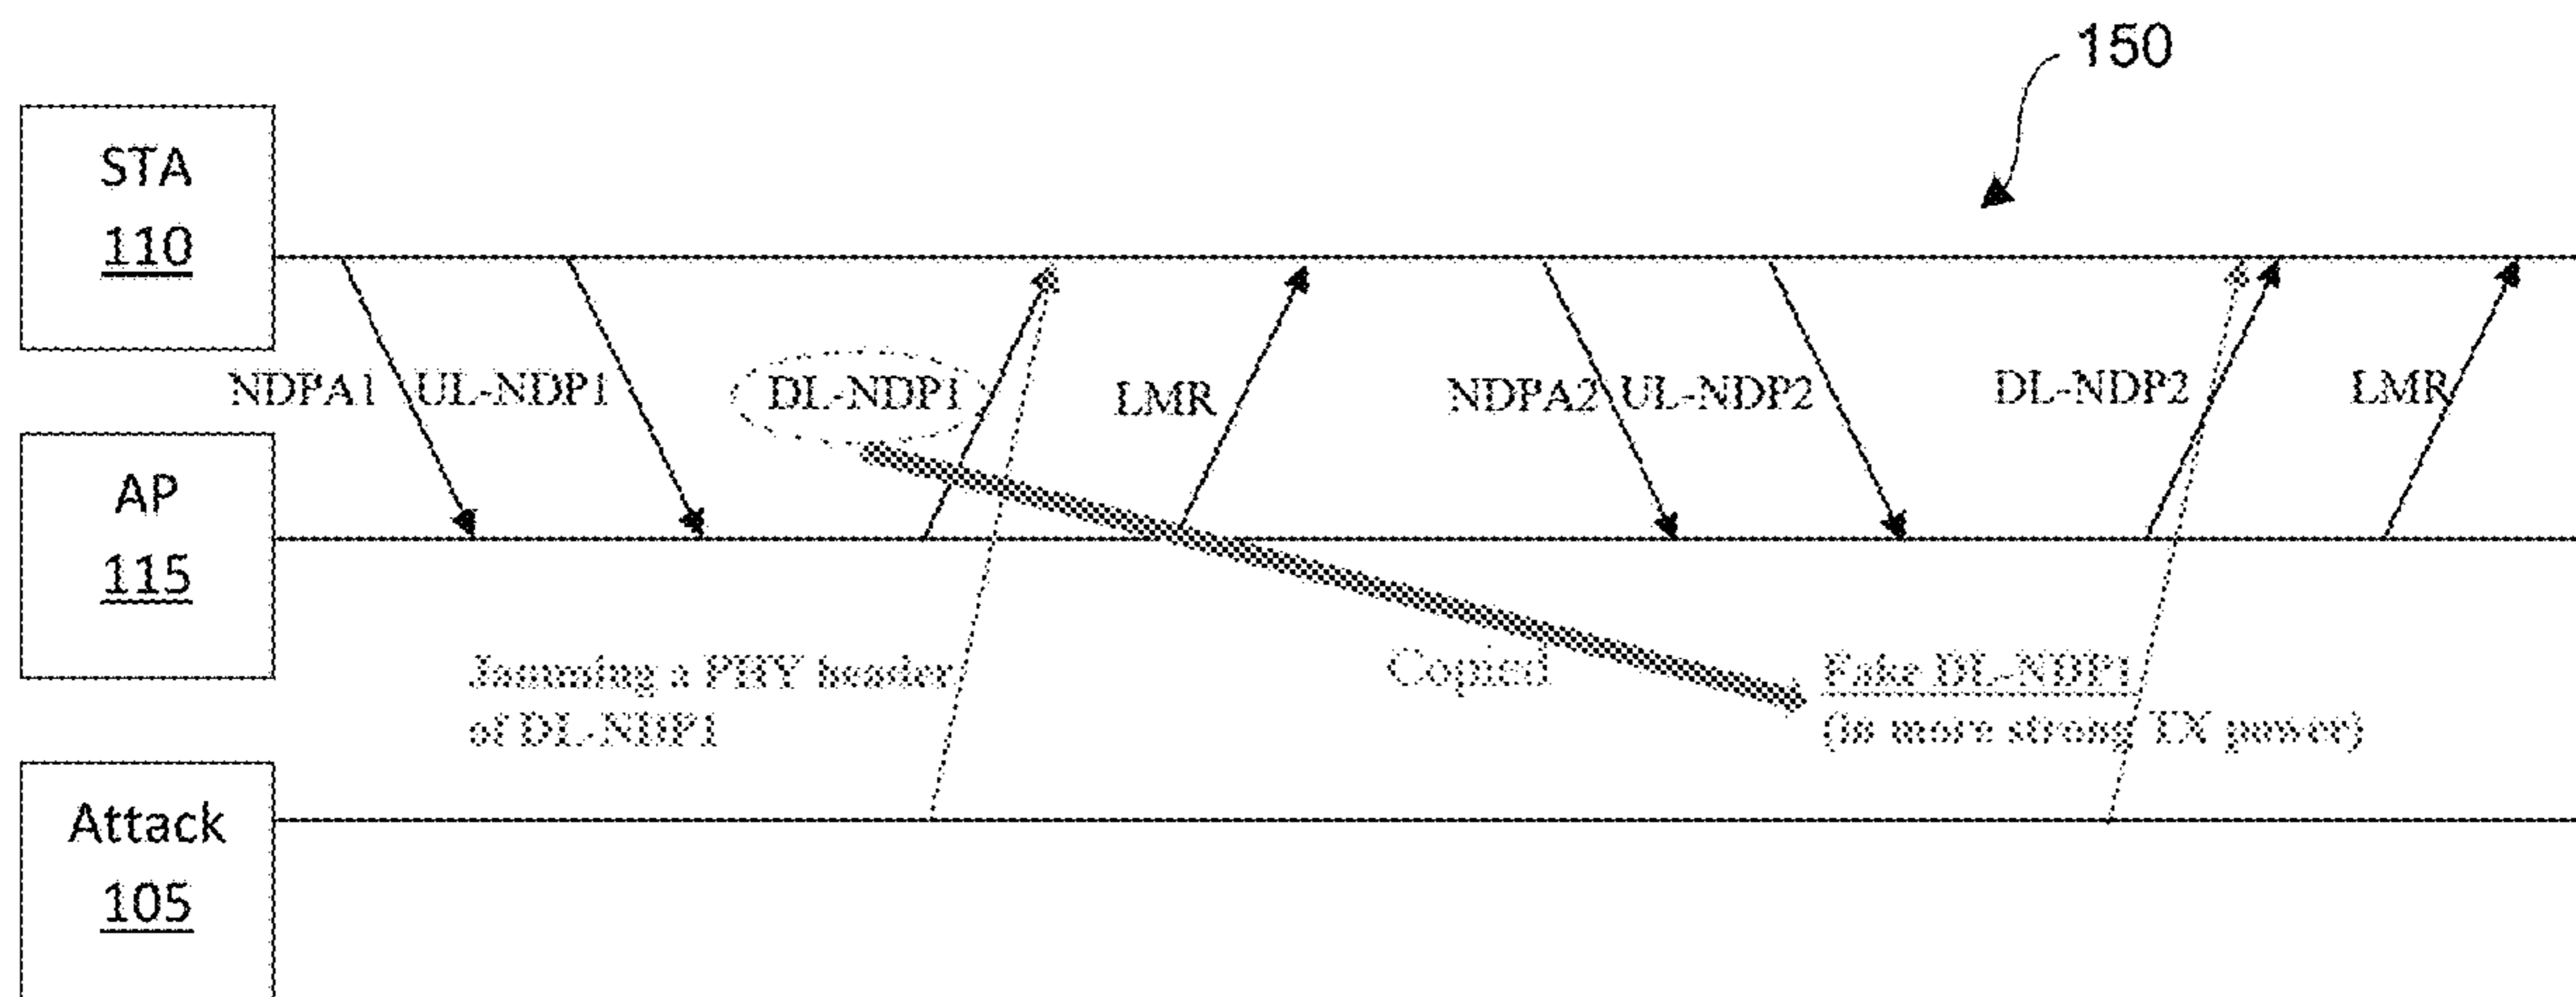 150
STA
110
NDPA1
UL-NDP1
DL-NDP1
LMR
NDPA2
UL-NDP2
DL-NDP2
LMR
AP
115
Jamming a PHY header
of DL-NDP1
Copied
Fake DL-NDP1
(in more strong TX power)
Attack
105